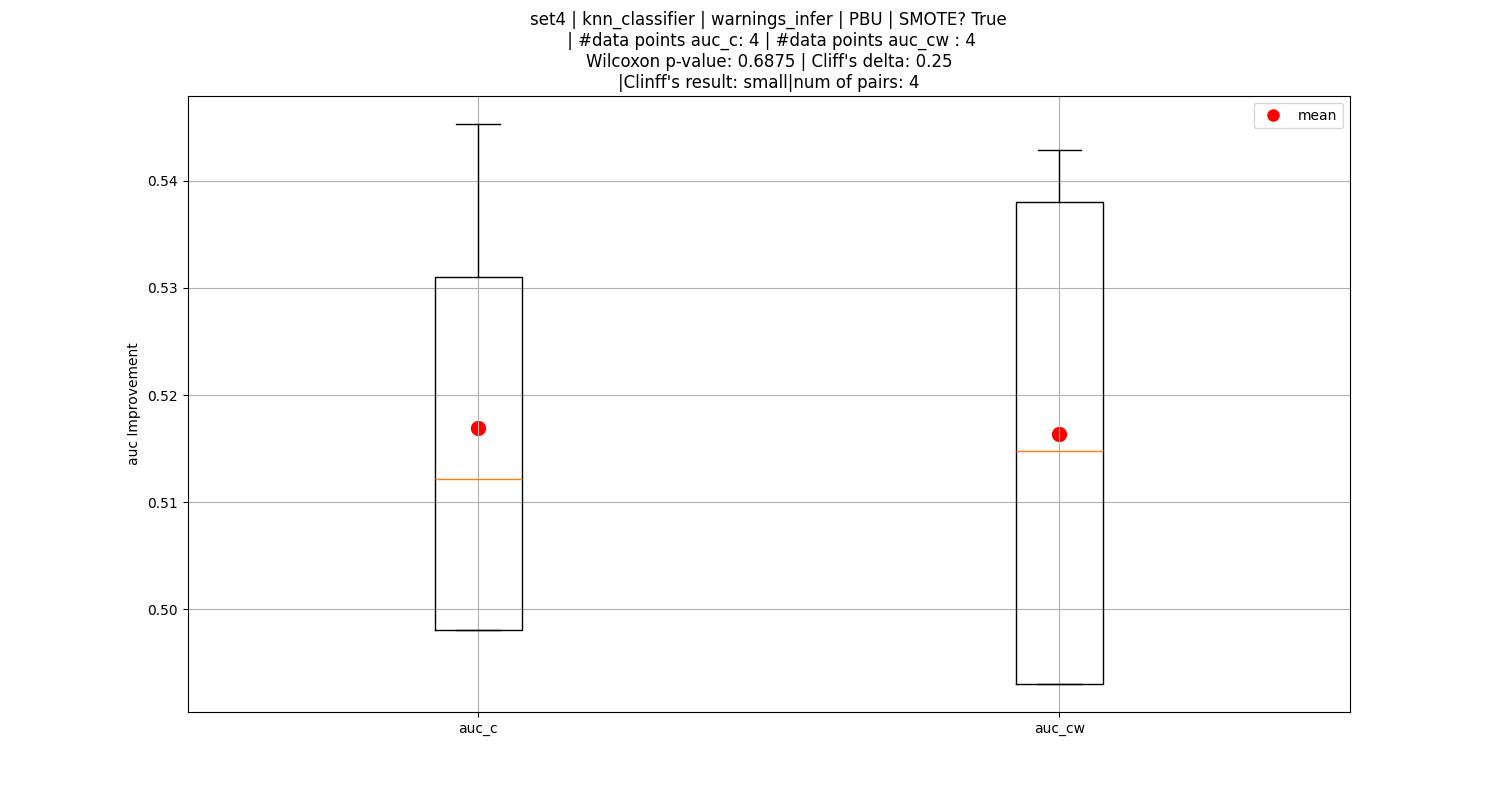 set4 | knn_classifier | warnings_infer | PBU | SMOTE? True
| #data points auc_c: 4 | #data points auc_cw : 4
Wilcoxon p-value: 0.6875 | Cliff's delta: 0.25
|Clinff's result: small|num of pairs: 4
mean
0.54
0.53
0.52
0.51
0.50
auc Improvement
auc_c
auc_cw